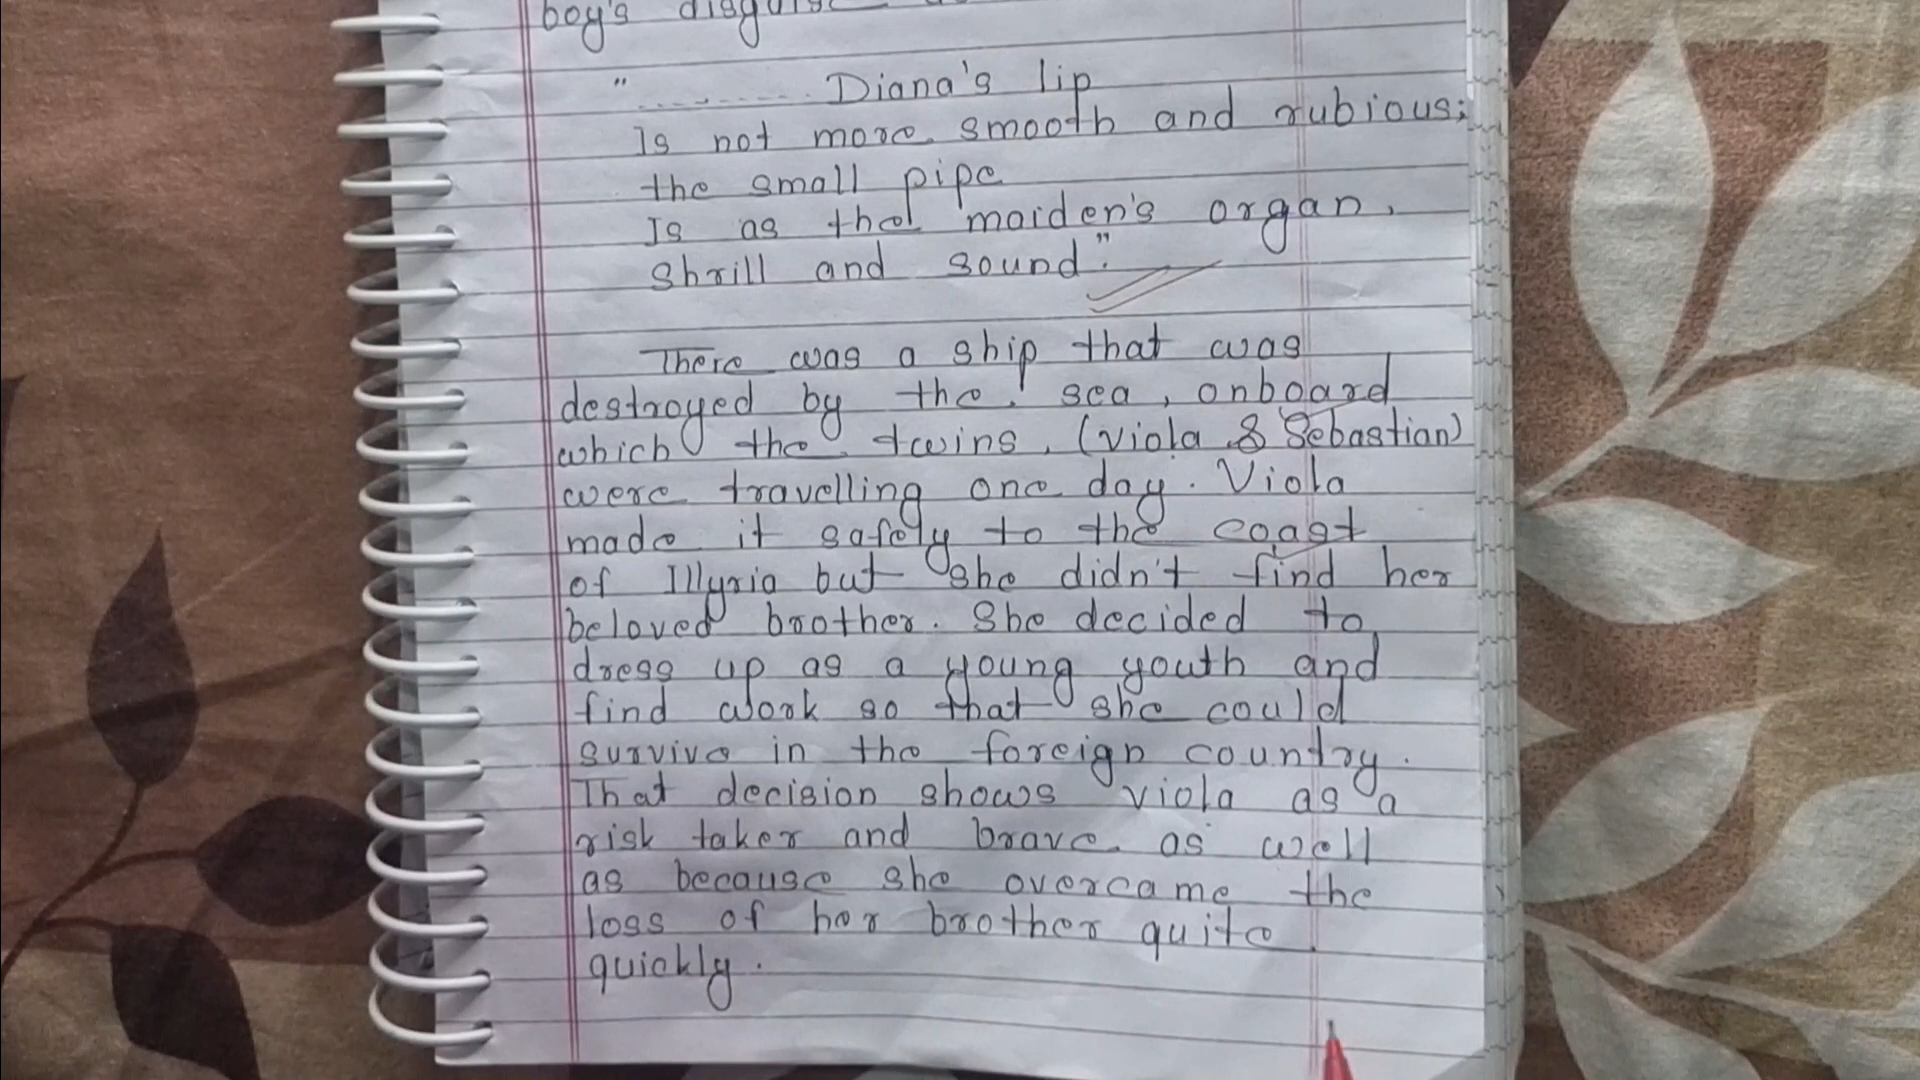 boy's disguise
" .......... Diana's lip
Is not more smooth and rubious;
the small pipe
Is as the maiden's organ,
Shrill and sound."
There was a ship that was
destroyed by the sea, onboard
which the twins, (Viola & Sebastian)
were travelling one day. Viola
made it safely to the coast
of Illyria but she didn't find her
beloved brother. She decided to
dress up as a young youth and
find work so that she could
survive in the foreign country.
That decision shows viola as a
risk taker and brave as well
as because she overcame the
loss of her brother quite
quickly.